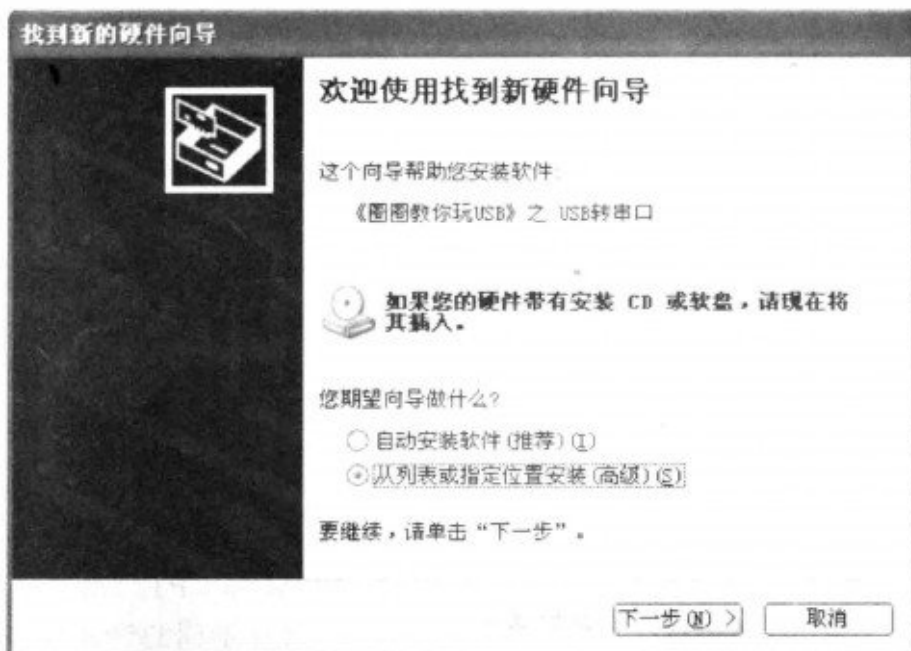 找到新的硬件向导
欢迎使用找到新硬件向导
这个向导帮助您安装软件:
《圈圈教你玩USB》之 USB转串口
如果您的硬件带有安装 CD 或软盘，请现在将
其插入。
您期望向导做什么?
自动安装软件(推荐)(I)
从列表或指定位置安装(高级)(S)
要继续，请单击“下一步”。
下一步(N) >
取消